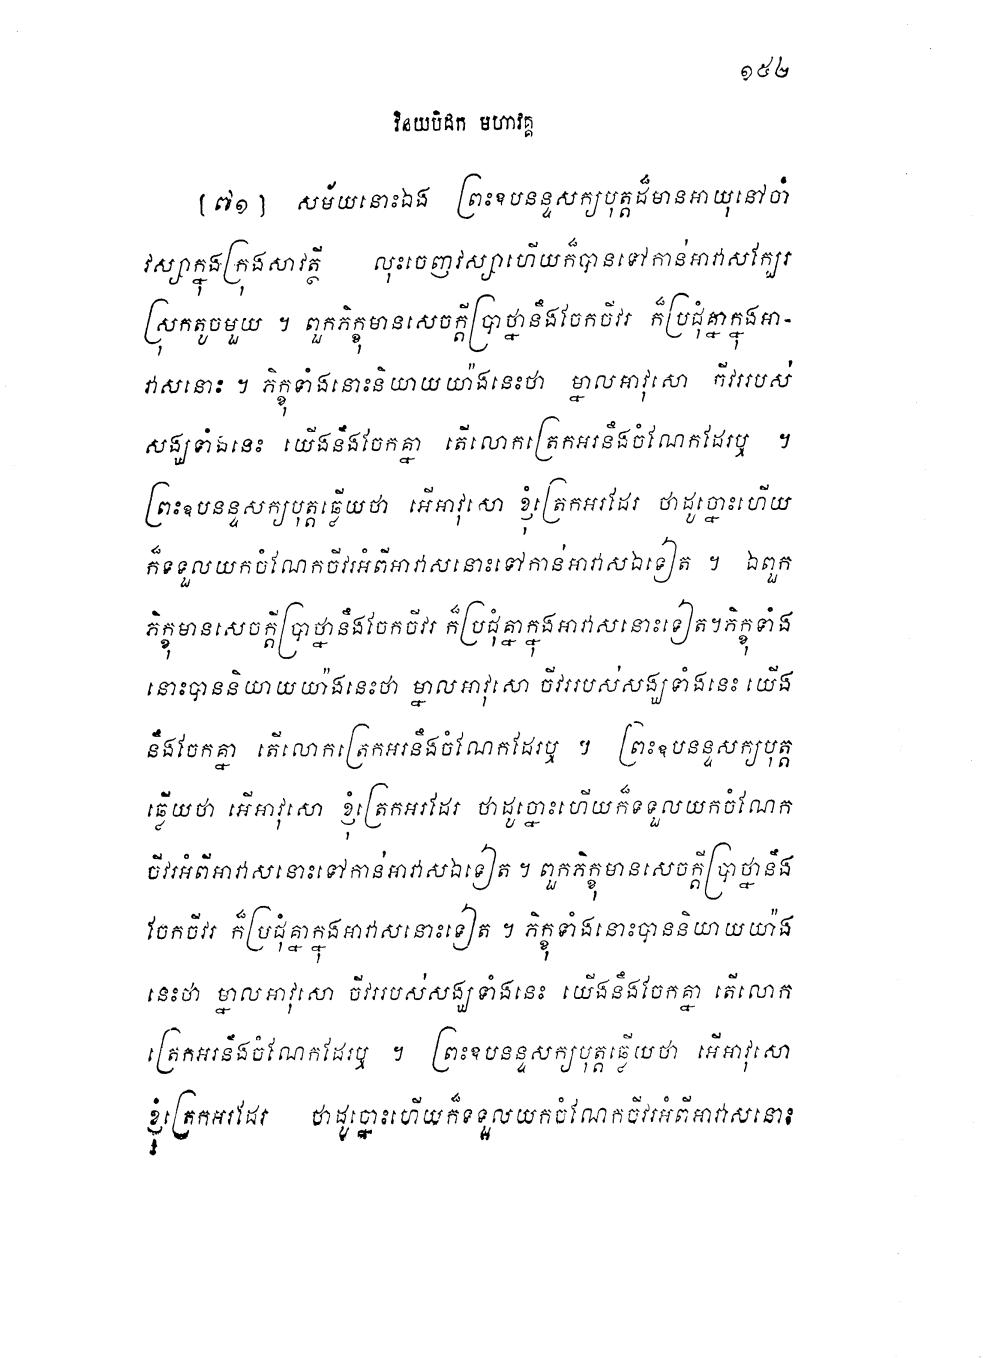 ១៥២
វិនយបិដក មហាវគ្គ
[៧១] សម័យនោះឯង ព្រះឧបនន្ទសក្យបុត្តដ៏មានអាយុនៅចាំ
វស្សាក្នុងក្រុងសាវត្ថី លុះចេញវស្សាហើយក៏បានទៅកាន់អាវាសក្បែរ
ស្រុកតូចមួយ ។ ពួកភិក្ខុមានសេចក្តីប្រាថ្នានឹងចែកចីវរ ក៏ប្រជុំគ្នាក្នុងអា-
វាសនោះ ។ ភិក្ខុទាំងនោះនិយាយយ៉ាងនេះថា ម្នាលអាវុសោ ចីវររបស់
សង្ឃទាំងនេះ យើងនឹងចែកគ្នា តើលោកត្រេកអរនឹងចំណែកដែរឬ ។
ព្រះឧបនន្ទសក្យបុត្តឆ្លើយថា អើអាវុសោ ខ្ញុំត្រេកអរដែរ ថាដូច្នោះហើយ
ក៏ទទួលយកចំណែកចីវរអំពីអាវាសនោះទៅកាន់អាវាសឯទៀត ។ ឯពួក
ភិក្ខុមានសេចក្តីប្រាថ្នានឹងចែកចីវរ ក៏ប្រជុំគ្នាក្នុងអាវាសនោះទៀត។ភិក្ខុទាំង
នោះបាននិយាយយ៉ាងនេះថា ម្នាលអាវុសោ ចីវររបស់សង្ឃទាំងនេះ យើង
នឹងចែកគ្នា តើលោកត្រេកអរនឹងចំណែកដែរឬ ។ ព្រះឧបនន្ទសក្យបុត្ត
ឆ្លើយថា អើអាវុសោ ខ្ញុំត្រេកអរដែរ ថាដូច្នោះហើយក៏ទទួលយកចំណែក
ចីវរអំពីអាវាសនោះទៅកាន់អាវាសឯទៀត ។ ពួកភិក្ខុមានសេចក្តីប្រាថ្នានឹង
ចែកចីវរ ក៏ប្រជុំគ្នាក្នុងអាវាសនោះទៀត ។ ភិក្ខុទាំងនោះបាននិយាយយ៉ាង
នេះថា ម្នាលអាវុសោ ចីវររបស់សង្ឃទាំងនេះ យើងនឹងចែកគ្នា តើលោក
ត្រេកអរនឹងចំណែកដែរឬ ។ ព្រះឧបនន្ទសក្យបុត្តឆ្លើយថា អើអាវុសោ
ខ្ញុំត្រេកអរដែរ ថាដូច្នោះហើយក៏ទទួលយកចំណែកចីវរអំពីអាវាសនោះ